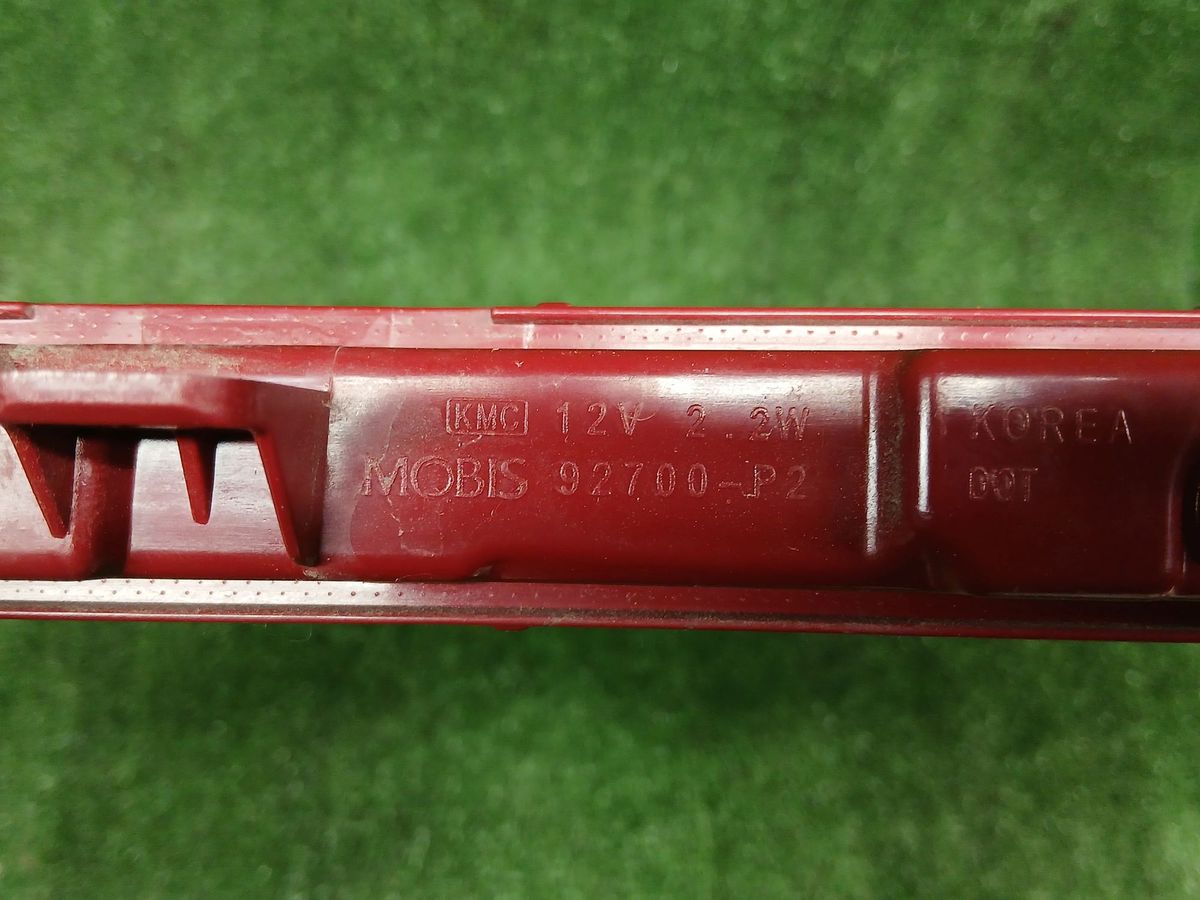 KMC 12V 2.2W
MOBIS 92700-P2
KOREA
DOT